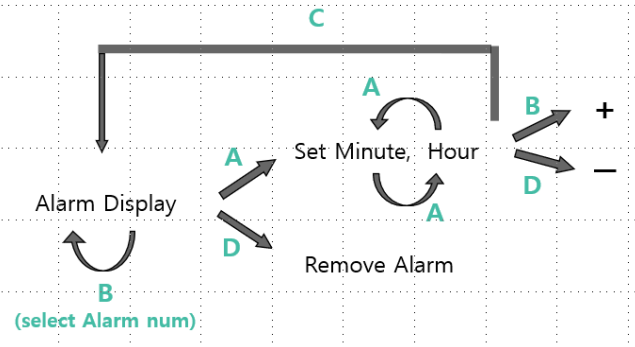 C
A
B
+
Set Minute, Hour
A
D
−
A
Alarm Display
D
Remove Alarm
B
(select Alarm num)